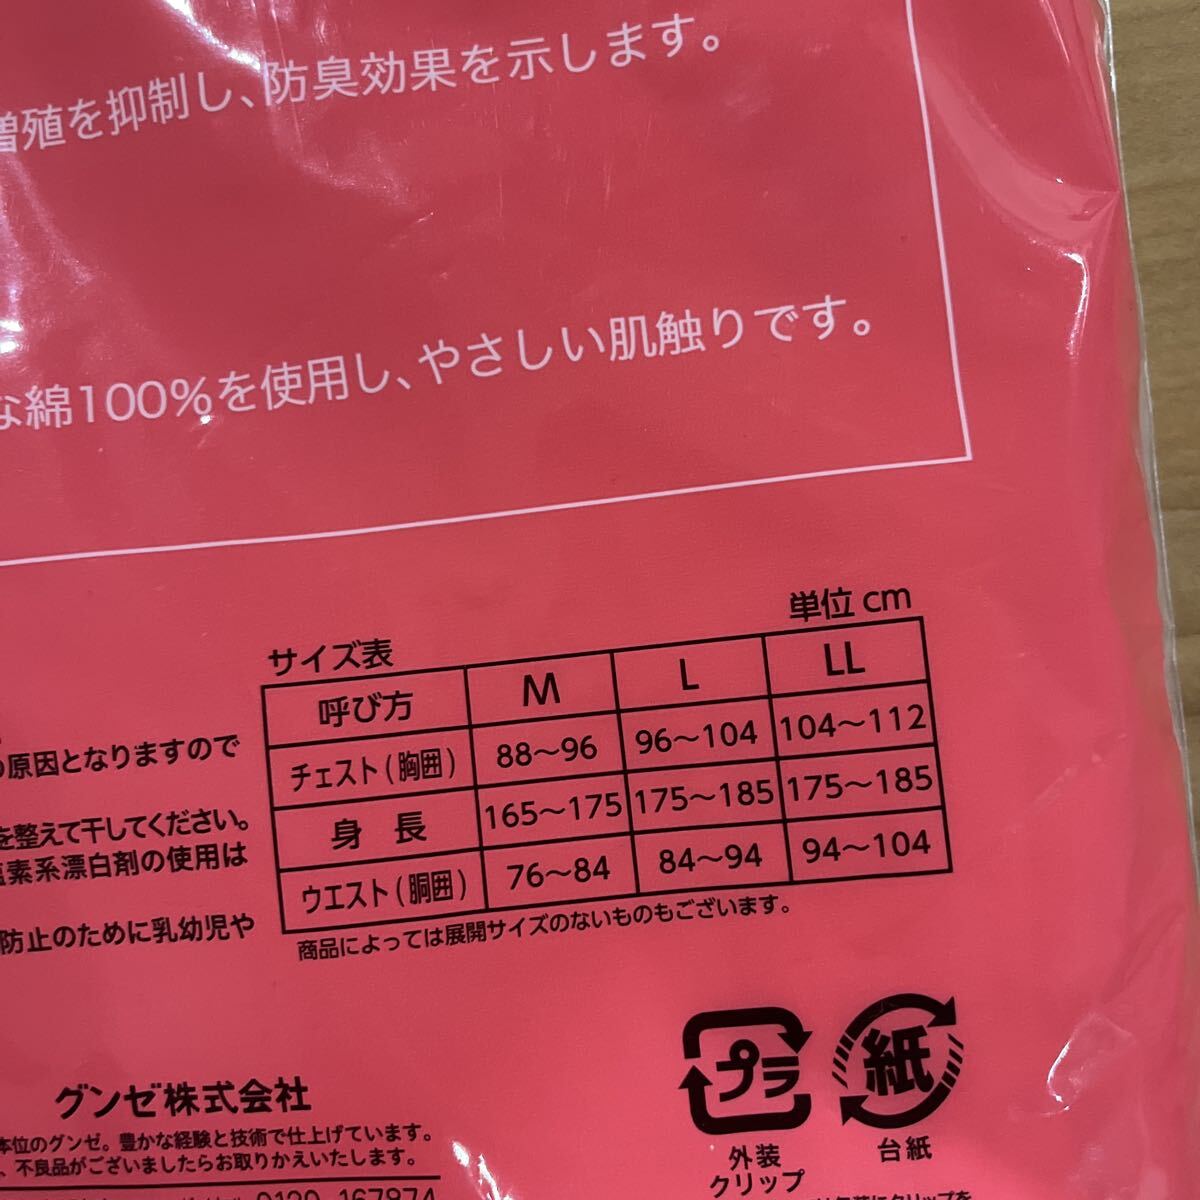 増殖を抑制し、防臭効果を示します。
な綿100%を使用し、やさしい肌触りです。
サイズ表 単位 cm
呼び方 M L LL
チェスト(胸囲) 88〜96 96〜104 104〜112
身 長 165〜175 175〜185 175〜185
ウエスト(胴囲) 76〜84 84〜94 94〜104
商品によっては展開サイズのないものもございます。
の原因となりますので
を整えて干してください。
塩素系漂白剤の使用は
防止のために乳幼児や
グンゼ株式会社
本位のグンゼ。豊かな経験と技術で仕上げています。
、不良品がございましたらお取りかえいたします。
0120-167874
プラ
外装
クリップ
紙
台紙